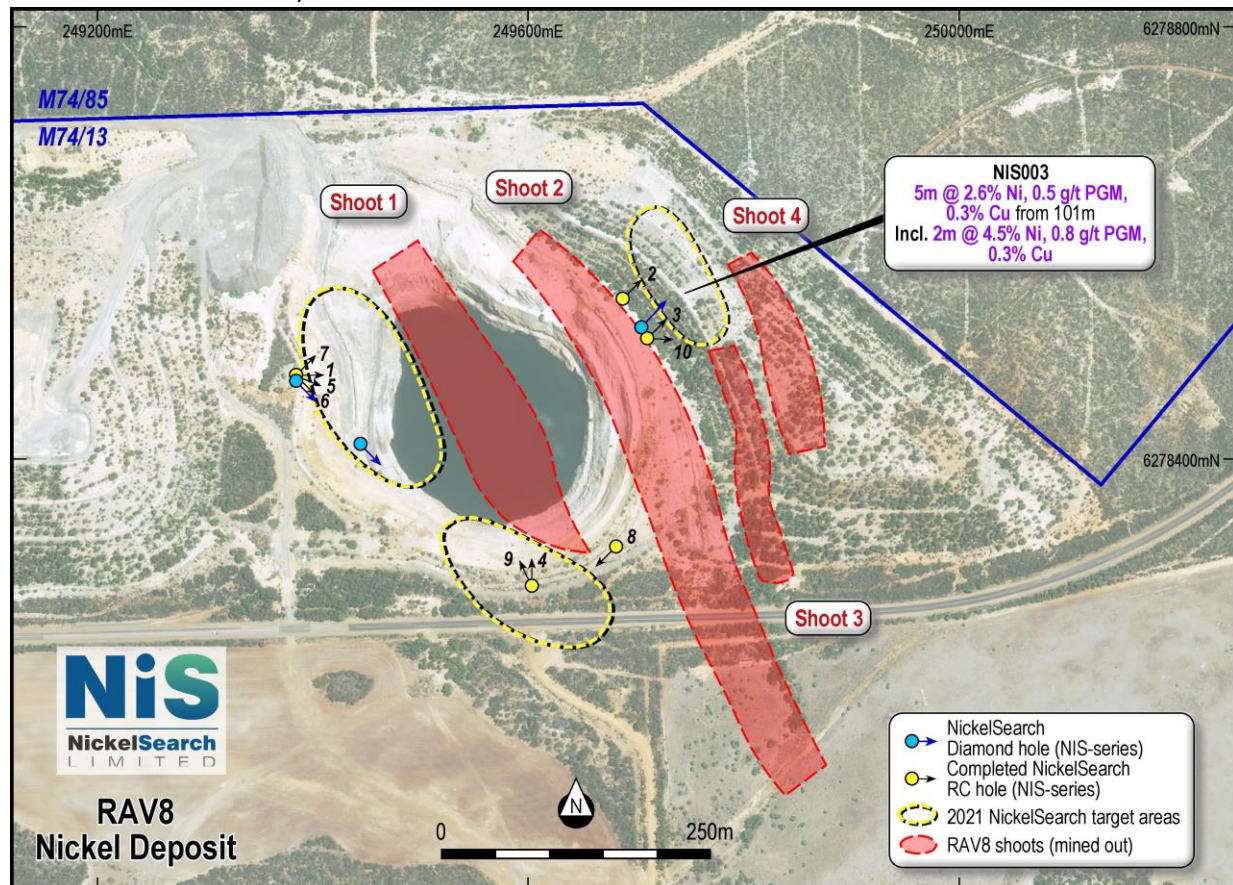 249200mE
249600mE
250000mE
6278800mN
M74/85
M74/13
NIS003
5m @ 2.6% Ni, 0.5 g/t PGM,
0.3% Cu from 101m
Incl. 2m @ 4.5% Ni, 0.8 g/t PGM,
0.3% Cu
Shoot 1
Shoot 2
Shoot 4
2
3
10
7
1
5
6
6278400mN
8
9
4
Shoot 3
NiS
NickelSearch
LIMITED
RAV8
Nickel Deposit
N
0
250m
NickelSearch
Diamond hole (NIS-series)
Completed NickelSearch
RC hole (NIS-series)
2021 NickelSearch target areas
RAV8 shoots (mined out)